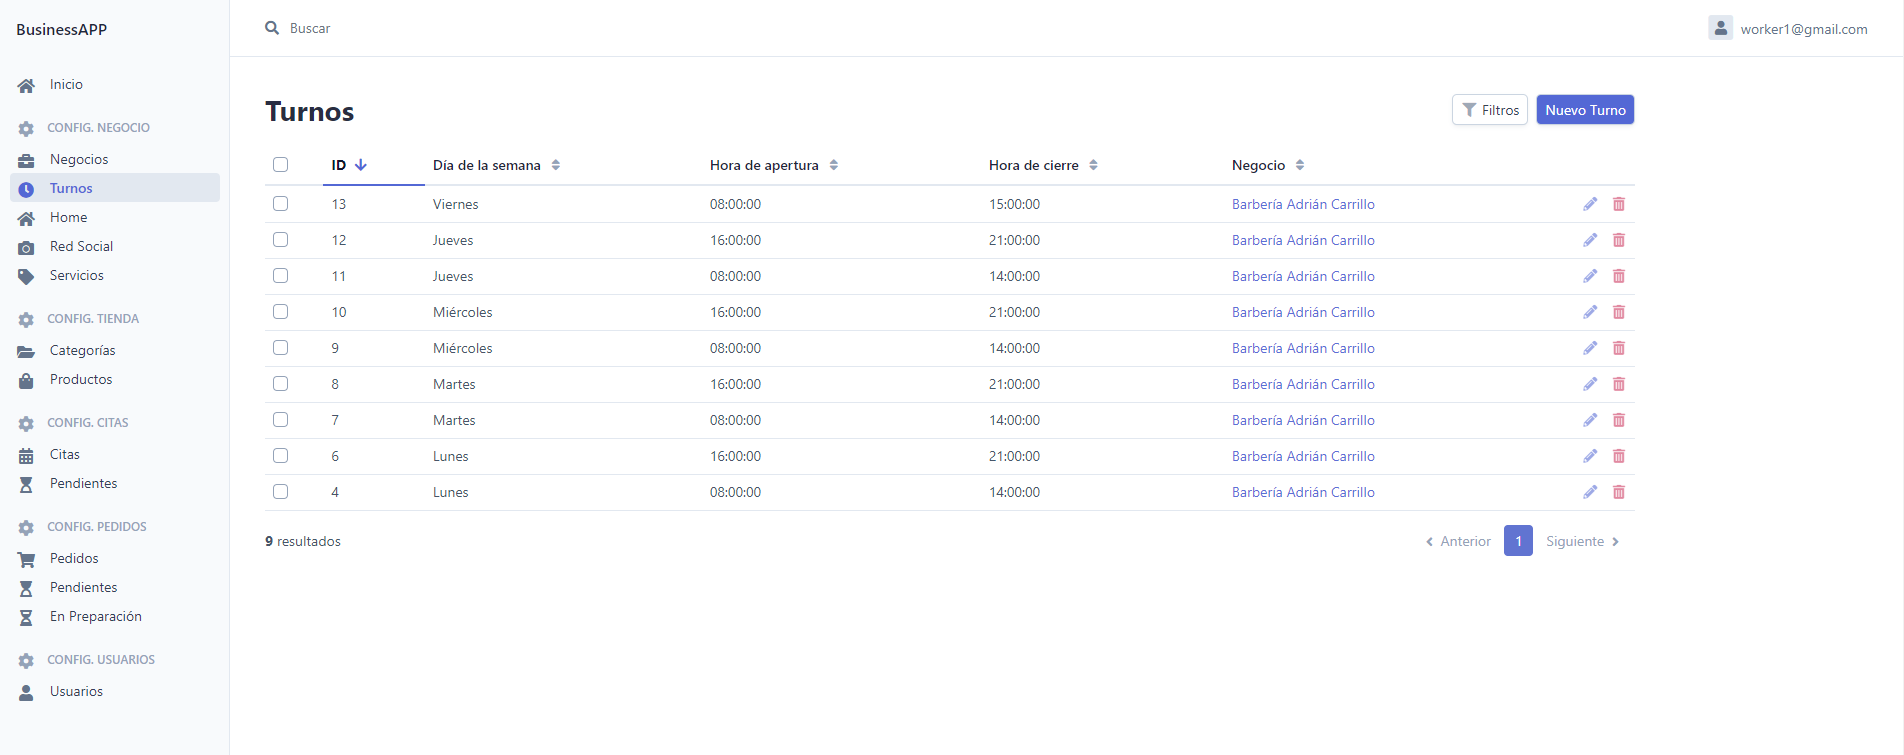 BusinessAPP
Buscar
worker1@gmail.com
Inicio
CONFIG. NEGOCIO
Negocios
Turnos
Home
Red Social
Servicios
CONFIG. TIENDA
Categorías
Productos
CONFIG. CITAS
Citas
Pendientes
CONFIG. PEDIDOS
Pedidos
Pendientes
En Preparación
CONFIG. USUARIOS
Usuarios
Turnos
Filtros
Nuevo Turno
ID Día de la semana Hora de apertura Hora de cierre Negocio
13 Viernes 08:00:00 15:00:00 Barbería Adrián Carrillo
12 Jueves 16:00:00 21:00:00 Barbería Adrián Carrillo
11 Jueves 08:00:00 14:00:00 Barbería Adrián Carrillo
10 Miércoles 16:00:00 21:00:00 Barbería Adrián Carrillo
9 Miércoles 08:00:00 14:00:00 Barbería Adrián Carrillo
8 Martes 16:00:00 21:00:00 Barbería Adrián Carrillo
7 Martes 08:00:00 14:00:00 Barbería Adrián Carrillo
6 Lunes 16:00:00 21:00:00 Barbería Adrián Carrillo
4 Lunes 08:00:00 14:00:00 Barbería Adrián Carrillo
9 resultados
Anterior 1 Siguiente